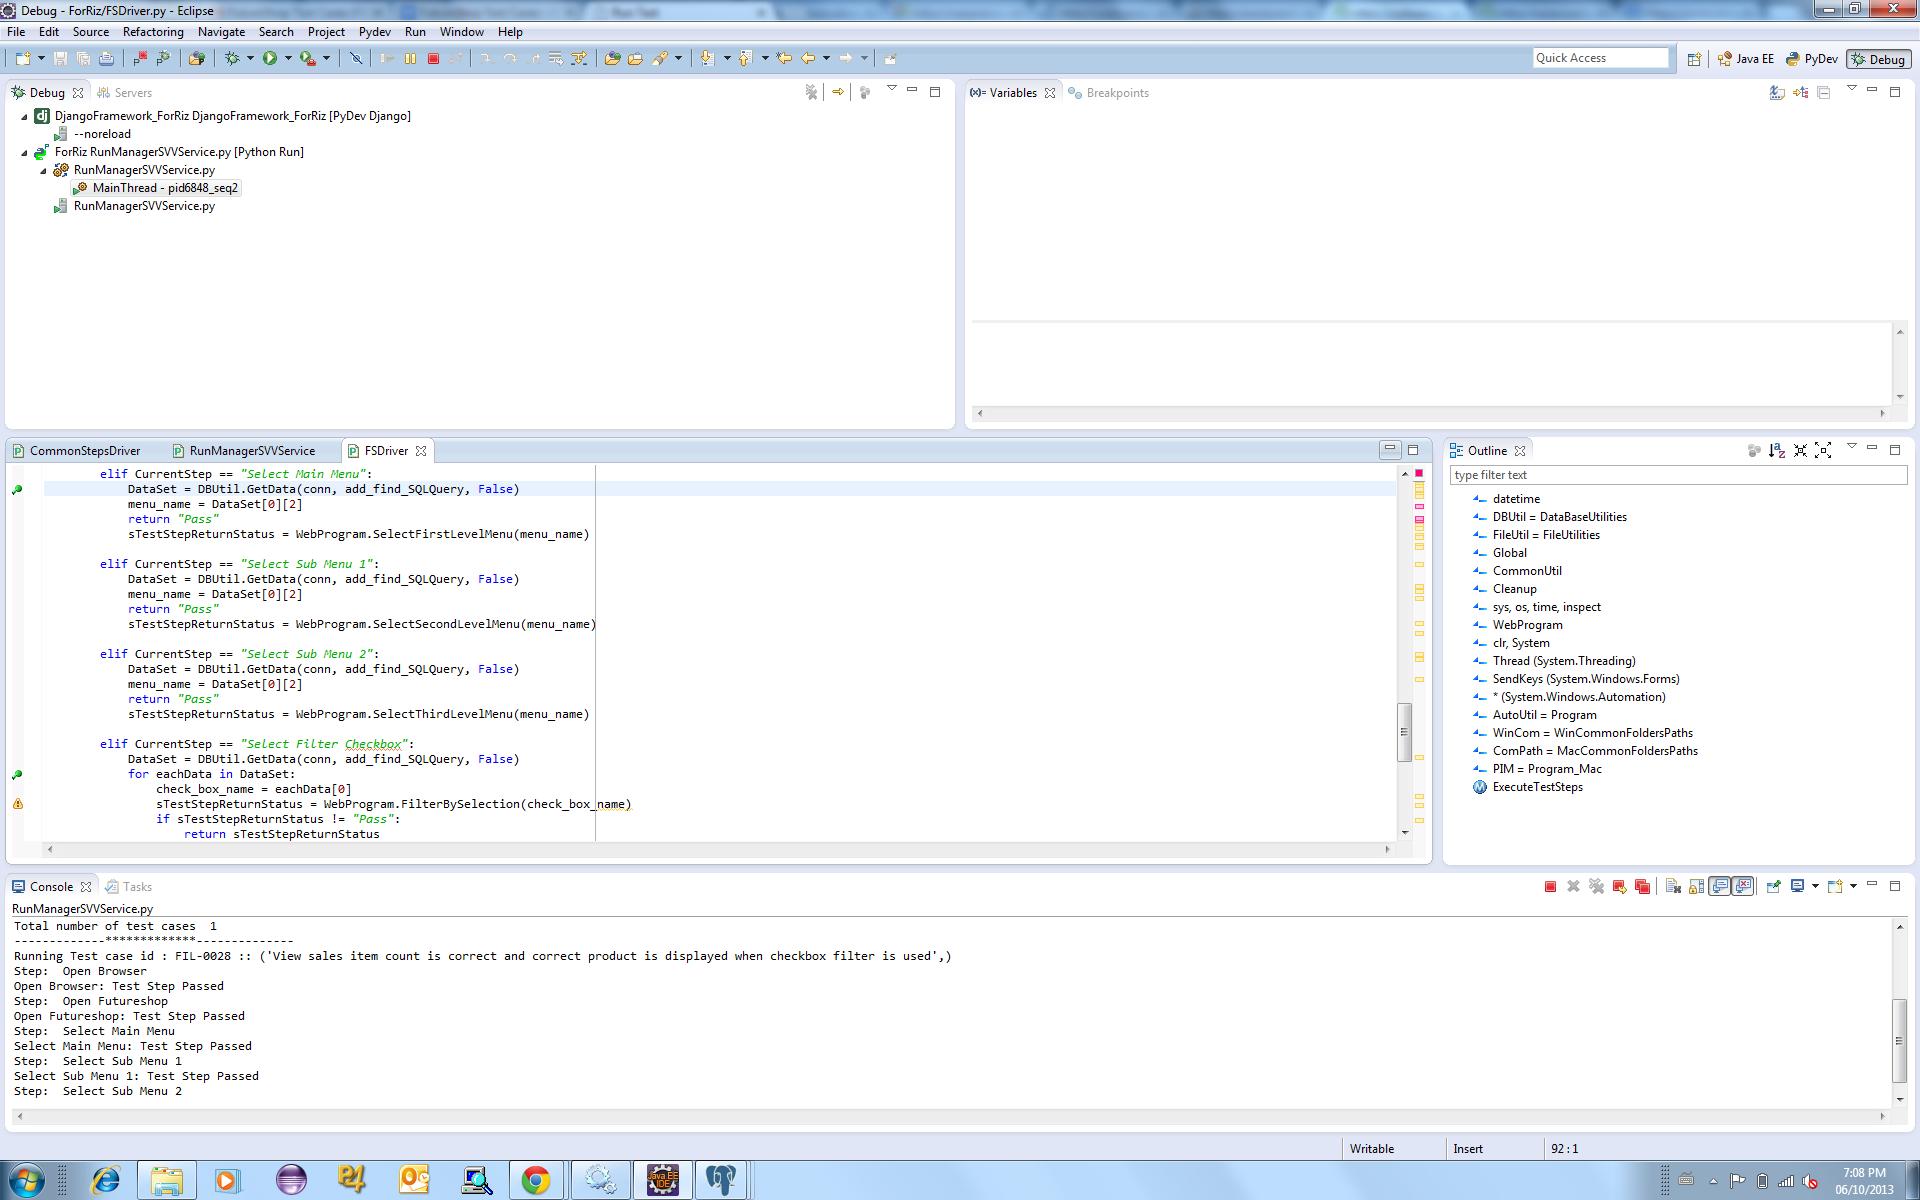 Debug - ForRiz/FSDriver.py - Eclipse
File Edit Source Refactoring Navigate Search Project Pydev Run Window Help
Quick Access Java EE PyDev Debug
Debug Servers
DjangoFramework_ForRiz DjangoFramework_ForRiz [PyDev Django]
--noreload
ForRiz RunManagerSVVService.py [Python Run]
RunManagerSVVService.py
MainThread - pid6848_seq2
RunManagerSVVService.py
(x)= Variables Breakpoints
CommonStepsDriver RunManagerSVVService FSDriver
elif CurrentStep == "Select Main Menu":
DataSet = DBUtil.GetData(conn, add_find_SQLQuery, False)
menu_name = DataSet[0][2]
return "Pass"
sTestStepReturnStatus = WebProgram.SelectFirstLevelMenu(menu_name)
elif CurrentStep == "Select Sub Menu 1":
DataSet = DBUtil.GetData(conn, add_find_SQLQuery, False)
menu_name = DataSet[0][2]
return "Pass"
sTestStepReturnStatus = WebProgram.SelectSecondLevelMenu(menu_name)
elif CurrentStep == "Select Sub Menu 2":
DataSet = DBUtil.GetData(conn, add_find_SQLQuery, False)
menu_name = DataSet[0][2]
return "Pass"
sTestStepReturnStatus = WebProgram.SelectThirdLevelMenu(menu_name)
elif CurrentStep == "Select Filter Checkbox":
DataSet = DBUtil.GetData(conn, add_find_SQLQuery, False)
for eachData in DataSet:
check_box_name = eachData[0]
sTestStepReturnStatus = WebProgram.FilterBySelection(check_box_name)
if sTestStepReturnStatus != "Pass":
return sTestStepReturnStatus
Outline
type filter text
datetime
DBUtil = DataBaseUtilities
FileUtil = FileUtilities
Global
CommonUtil
Cleanup
sys, os, time, inspect
WebProgram
clr, System
Thread (System.Threading)
SendKeys (System.Windows.Forms)
* (System.Windows.Automation)
AutoUtil = Program
WinCom = WinCommonFoldersPaths
ComPath = MacCommonFoldersPaths
PIM = Program_Mac
ExecuteTestSteps
Console Tasks
RunManagerSVVService.py
Total number of test cases  1
-------------*************--------------
Running Test case id : FIL-0028 :: ('View sales item count is correct and correct product is displayed when checkbox filter is used',)
Step:  Open Browser
Open Browser: Test Step Passed
Step:  Open Futureshop
Open Futureshop: Test Step Passed
Step:  Select Main Menu
Select Main Menu: Test Step Passed
Step:  Select Sub Menu 1
Select Sub Menu 1: Test Step Passed
Step:  Select Sub Menu 2
Writable Insert 92 : 1
Java EE
IDE
7:08 PM
06/10/2013